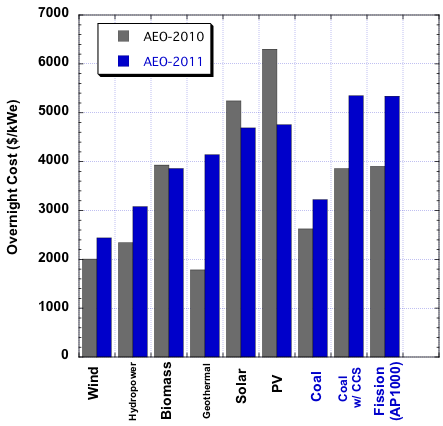 7000
6000
5000
4000
3000
2000
1000
0
Overnight Cost ($/kWe)
AEO-2010
AEO-2011
Wind
Hydropower
Biomass
Geothermal
Solar
PV
Coal
Coal
w/ CCS
Fission
(AP1000)